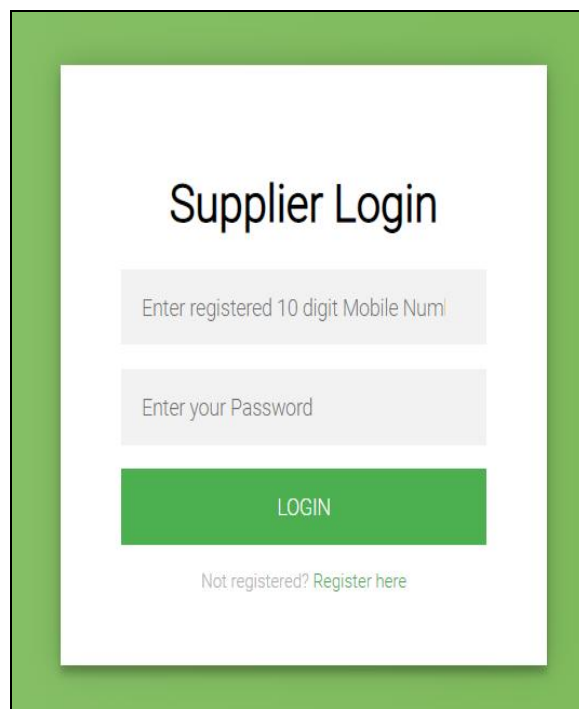 Supplier Login
Enter registered 10 digit Mobile Num
Enter your Password
LOGIN
Not registered? Register here